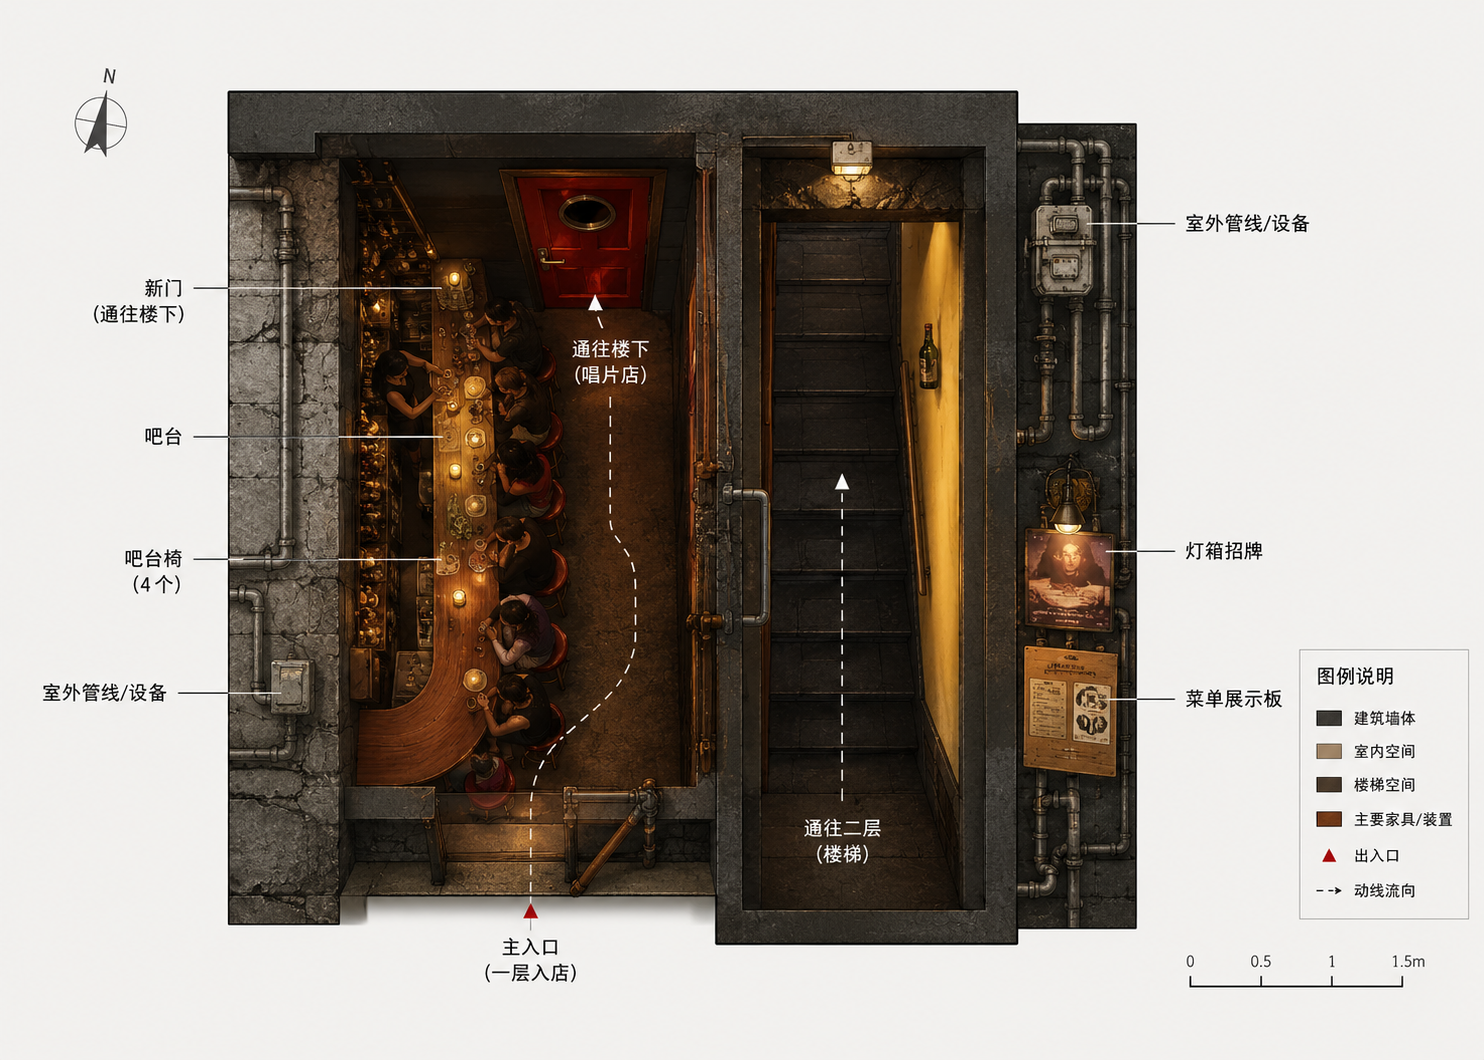 N
新门
(通往楼下)
吧台
吧台椅
(4个)
室外管线/设备
通往楼下
(唱片店)
主入口
(一层入店)
通往二层
(楼梯)
室外管线/设备
灯箱招牌
菜单展示板
图例说明
建筑墙体
室内空间
楼梯空间
主要家具/装置
出入口
动线流向
0 0.5 1 1.5m